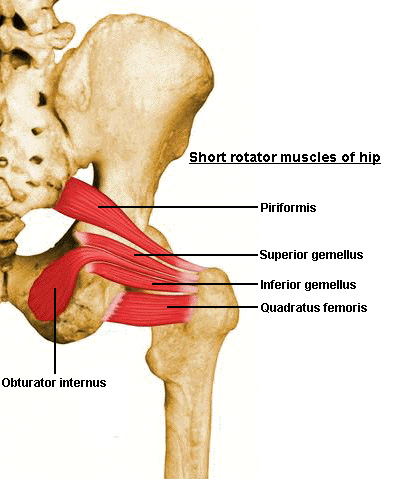 Short rotator muscles of hip
Piriformis
Superior gemellus
Inferior gemellus
Quadratus femoris
Obturator internus